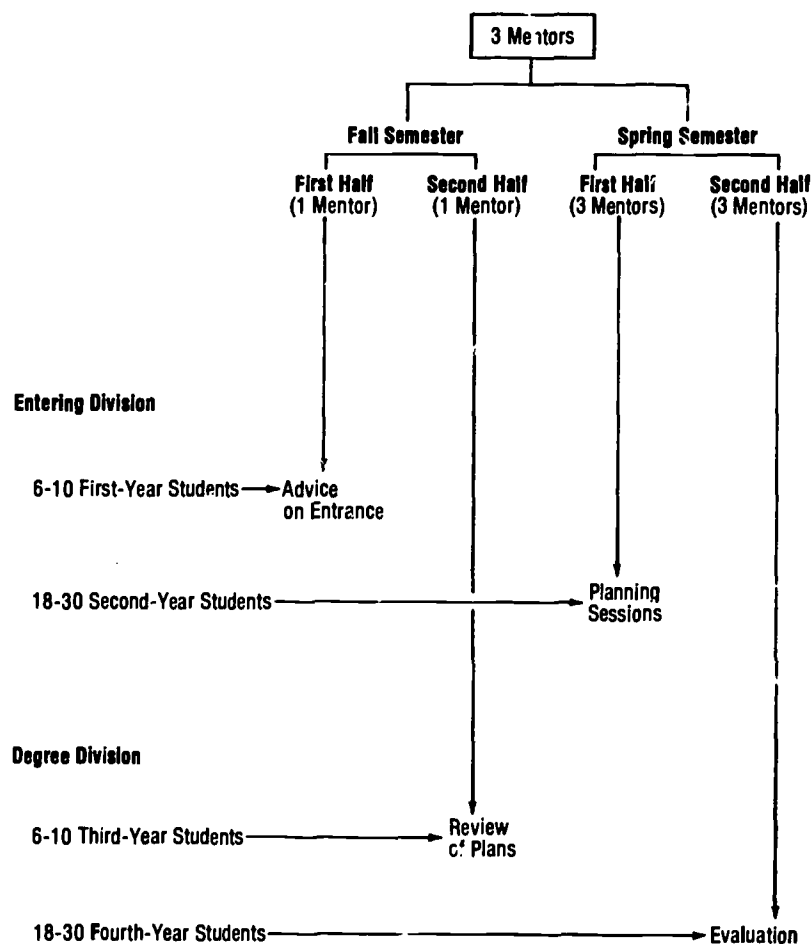 3 Mentors
Fall Semester
Spring Semester
First Half
(1 Mentor)
Second Half
(1 Mentor)
First Half
(3 Mentors)
Second Half
(3 Mentors)
Entering Division
6-10 First-Year Students
Advice
on Entrance
18-30 Second-Year Students
Planning
Sessions
Degree Division
6-10 Third-Year Students
Review
of Plans
18-30 Fourth-Year Students
Evaluation